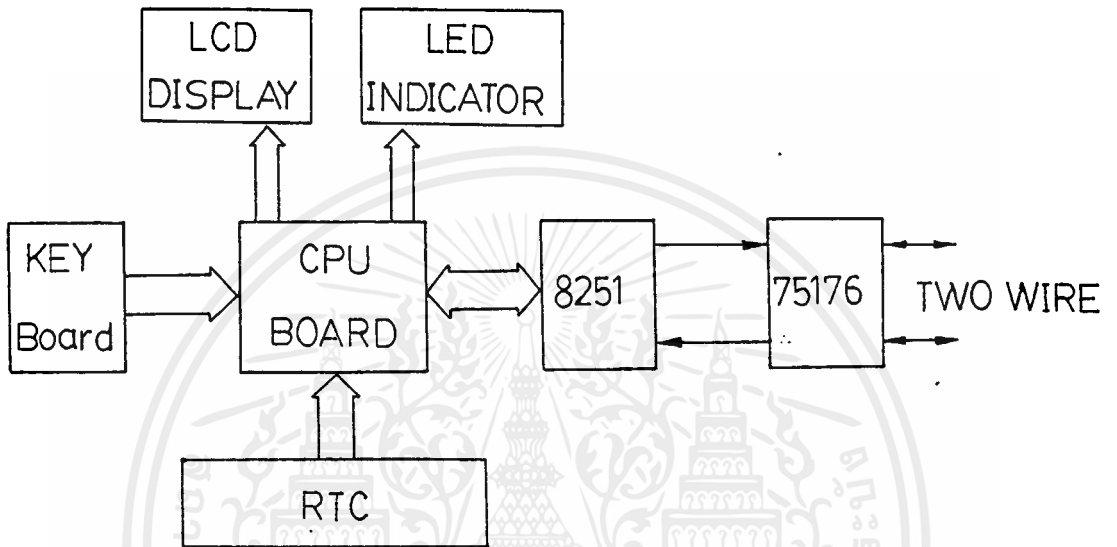 LCD
DISPLAY
LED
INDICATOR
KEY
Board
CPU
BOARD
8251
75176
TWO WIRE
RTC